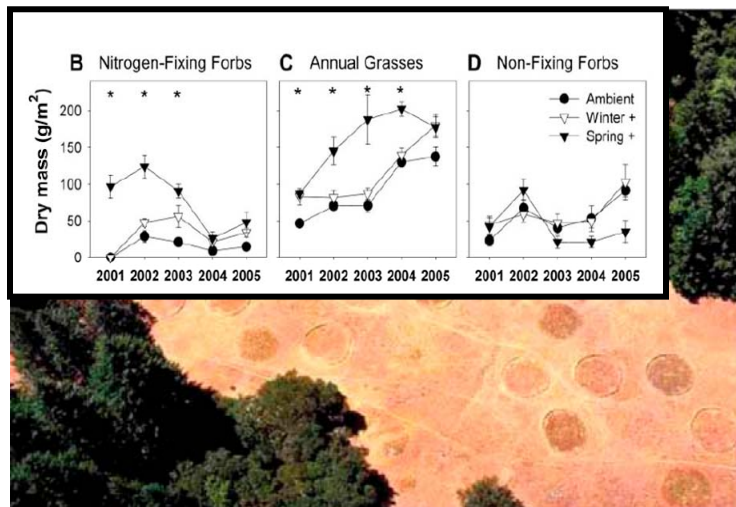 B Nitrogen-Fixing Forbs
C Annual Grasses
D Non-Fixing Forbs
* * *
* * * *
Ambient
Winter +
Spring +
Dry mass (g/m²)
200
150
100
50
0
2001 2002 2003 2004 2005
2001 2002 2003 2004 2005
2001 2002 2003 2004 2005